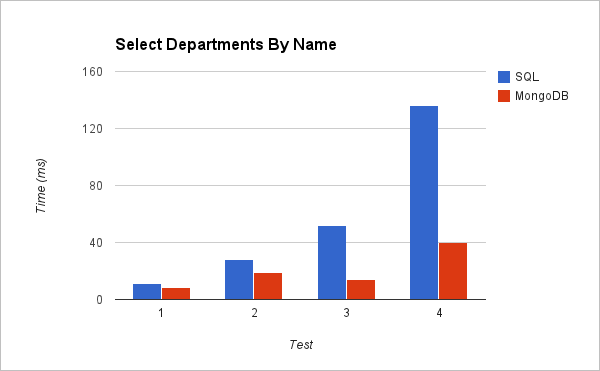 Select Departments By Name
160
120
80
40
0
Time (ms)
1 2 3 4
Test
SQL
MongoDB